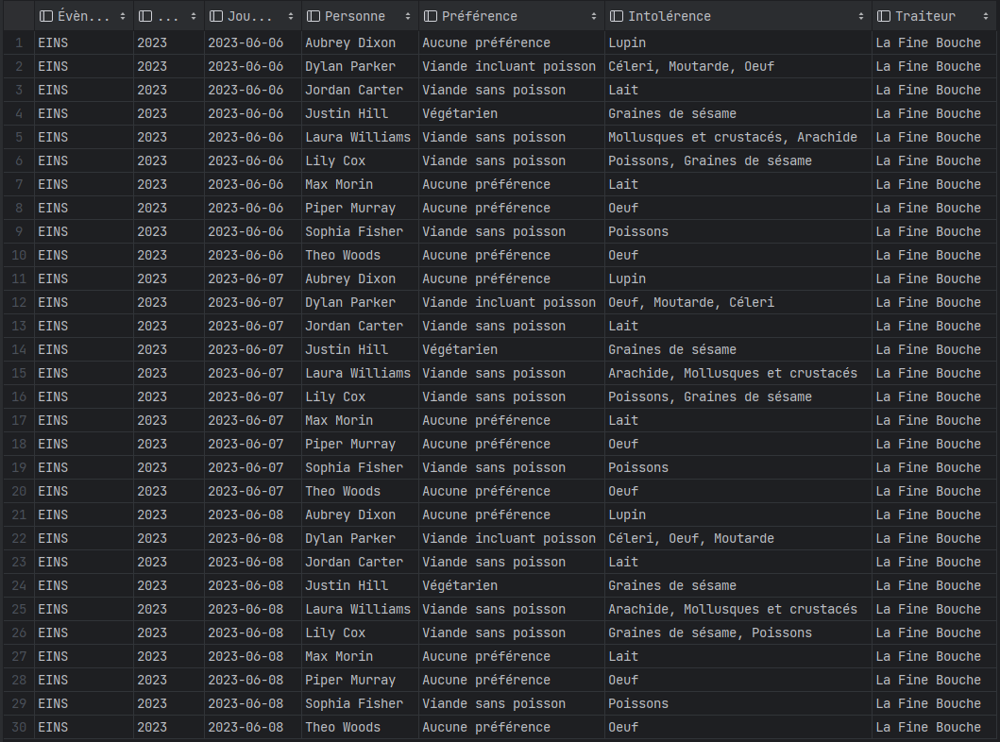 Évèn... ... Jou... Personne Préférence Intolérence Traiteur
1 EINS 2023 2023-06-06 Aubrey Dixon Aucune préférence Lupin La Fine Bouche
2 EINS 2023 2023-06-06 Dylan Parker Viande incluant poisson Céleri, Moutarde, Oeuf La Fine Bouche
3 EINS 2023 2023-06-06 Jordan Carter Viande sans poisson Lait La Fine Bouche
4 EINS 2023 2023-06-06 Justin Hill Végétarien Graines de sésame La Fine Bouche
5 EINS 2023 2023-06-06 Laura Williams Viande sans poisson Mollusques et crustacés, Arachide La Fine Bouche
6 EINS 2023 2023-06-06 Lily Cox Viande sans poisson Poissons, Graines de sésame La Fine Bouche
7 EINS 2023 2023-06-06 Max Morin Aucune préférence Lait La Fine Bouche
8 EINS 2023 2023-06-06 Piper Murray Aucune préférence Oeuf La Fine Bouche
9 EINS 2023 2023-06-06 Sophia Fisher Viande sans poisson Poissons La Fine Bouche
10 EINS 2023 2023-06-06 Theo Woods Aucune préférence Oeuf La Fine Bouche
11 EINS 2023 2023-06-07 Aubrey Dixon Aucune préférence Lupin La Fine Bouche
12 EINS 2023 2023-06-07 Dylan Parker Viande incluant poisson Oeuf, Moutarde, Céleri La Fine Bouche
13 EINS 2023 2023-06-07 Jordan Carter Viande sans poisson Lait La Fine Bouche
14 EINS 2023 2023-06-07 Justin Hill Végétarien Graines de sésame La Fine Bouche
15 EINS 2023 2023-06-07 Laura Williams Viande sans poisson Arachide, Mollusques et crustacés La Fine Bouche
16 EINS 2023 2023-06-07 Lily Cox Viande sans poisson Poissons, Graines de sésame La Fine Bouche
17 EINS 2023 2023-06-07 Max Morin Aucune préférence Lait La Fine Bouche
18 EINS 2023 2023-06-07 Piper Murray Aucune préférence Oeuf La Fine Bouche
19 EINS 2023 2023-06-07 Sophia Fisher Viande sans poisson Poissons La Fine Bouche
20 EINS 2023 2023-06-07 Theo Woods Aucune préférence Oeuf La Fine Bouche
21 EINS 2023 2023-06-08 Aubrey Dixon Aucune préférence Lupin La Fine Bouche
22 EINS 2023 2023-06-08 Dylan Parker Viande incluant poisson Céleri, Oeuf, Moutarde La Fine Bouche
23 EINS 2023 2023-06-08 Jordan Carter Viande sans poisson Lait La Fine Bouche
24 EINS 2023 2023-06-08 Justin Hill Végétarien Graines de sésame La Fine Bouche
25 EINS 2023 2023-06-08 Laura Williams Viande sans poisson Arachide, Mollusques et crustacés La Fine Bouche
26 EINS 2023 2023-06-08 Lily Cox Viande sans poisson Graines de sésame, Poissons La Fine Bouche
27 EINS 2023 2023-06-08 Max Morin Aucune préférence Lait La Fine Bouche
28 EINS 2023 2023-06-08 Piper Murray Aucune préférence Oeuf La Fine Bouche
29 EINS 2023 2023-06-08 Sophia Fisher Viande sans poisson Poissons La Fine Bouche
30 EINS 2023 2023-06-08 Theo Woods Aucune préférence Oeuf La Fine Bouche